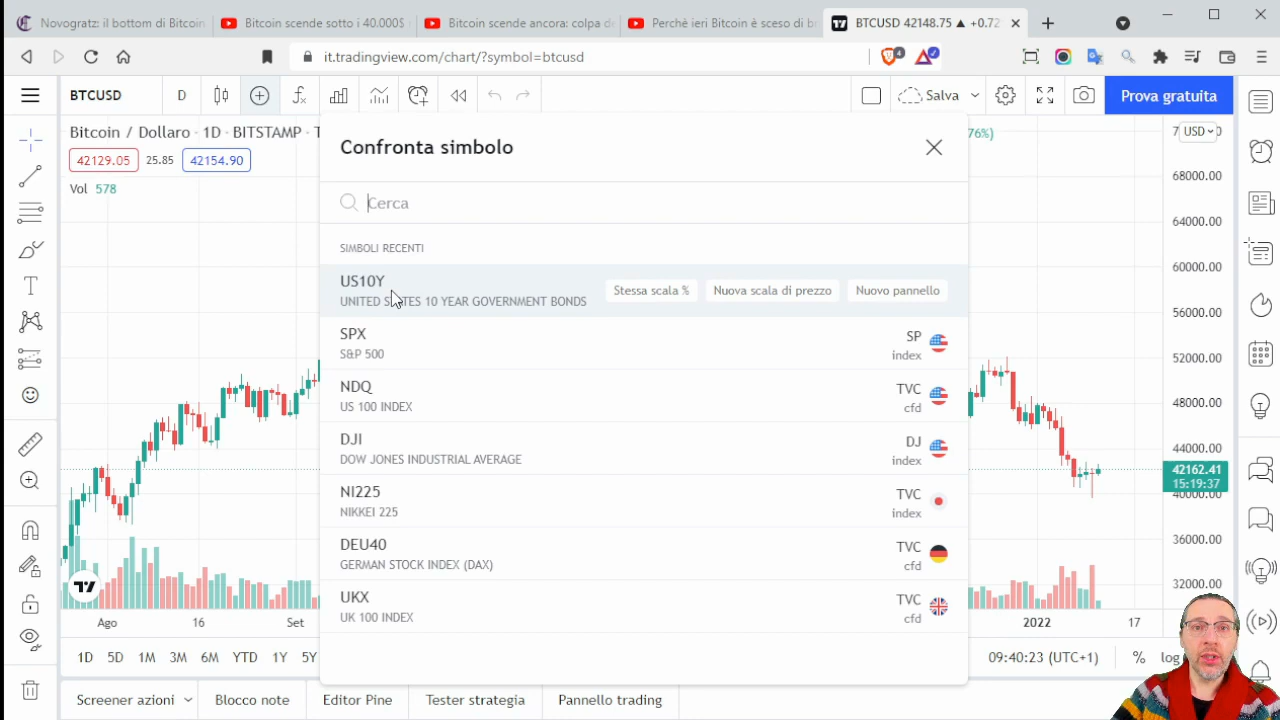 Novogratz: il bottom di Bitcoin
Bitcoin scende sotto i 40.000$
Bitcoin scende ancora: colpa de
Perchè ieri Bitcoin è sceso di br
BTCUSD 42148.75 ▲ +0.72
it.tradingview.com/chart/?symbol=btcusd
4
BTCUSD
D
Salva
Prova gratuita
Bitcoin / Dollaro · 1D · BITSTAMP · T
76%)
42129.05
25.85
42154.90
Vol 578
Confronta simbolo
Cerca
SIMBOLI RECENTI
US10Y
UNITED STATES 10 YEAR GOVERNMENT BONDS
Stessa scala %
Nuova scala di prezzo
Nuovo pannello
SPX
S&P 500
SP
index
NDQ
US 100 INDEX
TVC
cfd
DJI
DOW JONES INDUSTRIAL AVERAGE
DJ
index
NI225
NIKKEI 225
TVC
index
DEU40
GERMAN STOCK INDEX (DAX)
TVC
cfd
UKX
UK 100 INDEX
TVC
cfd
USD
68000.00
64000.00
60000.00
56000.00
52000.00
48000.00
44000.00
42162.41
15:19:37
40000.00
36000.00
32000.00
Ago
16
Set
2022
17
1D 5D 1M 3M 6M YTD 1Y 5Y
09:40:23 (UTC+1)
%
log
Screener azioni
Blocco note
Editor Pine
Tester strategia
Pannello trading